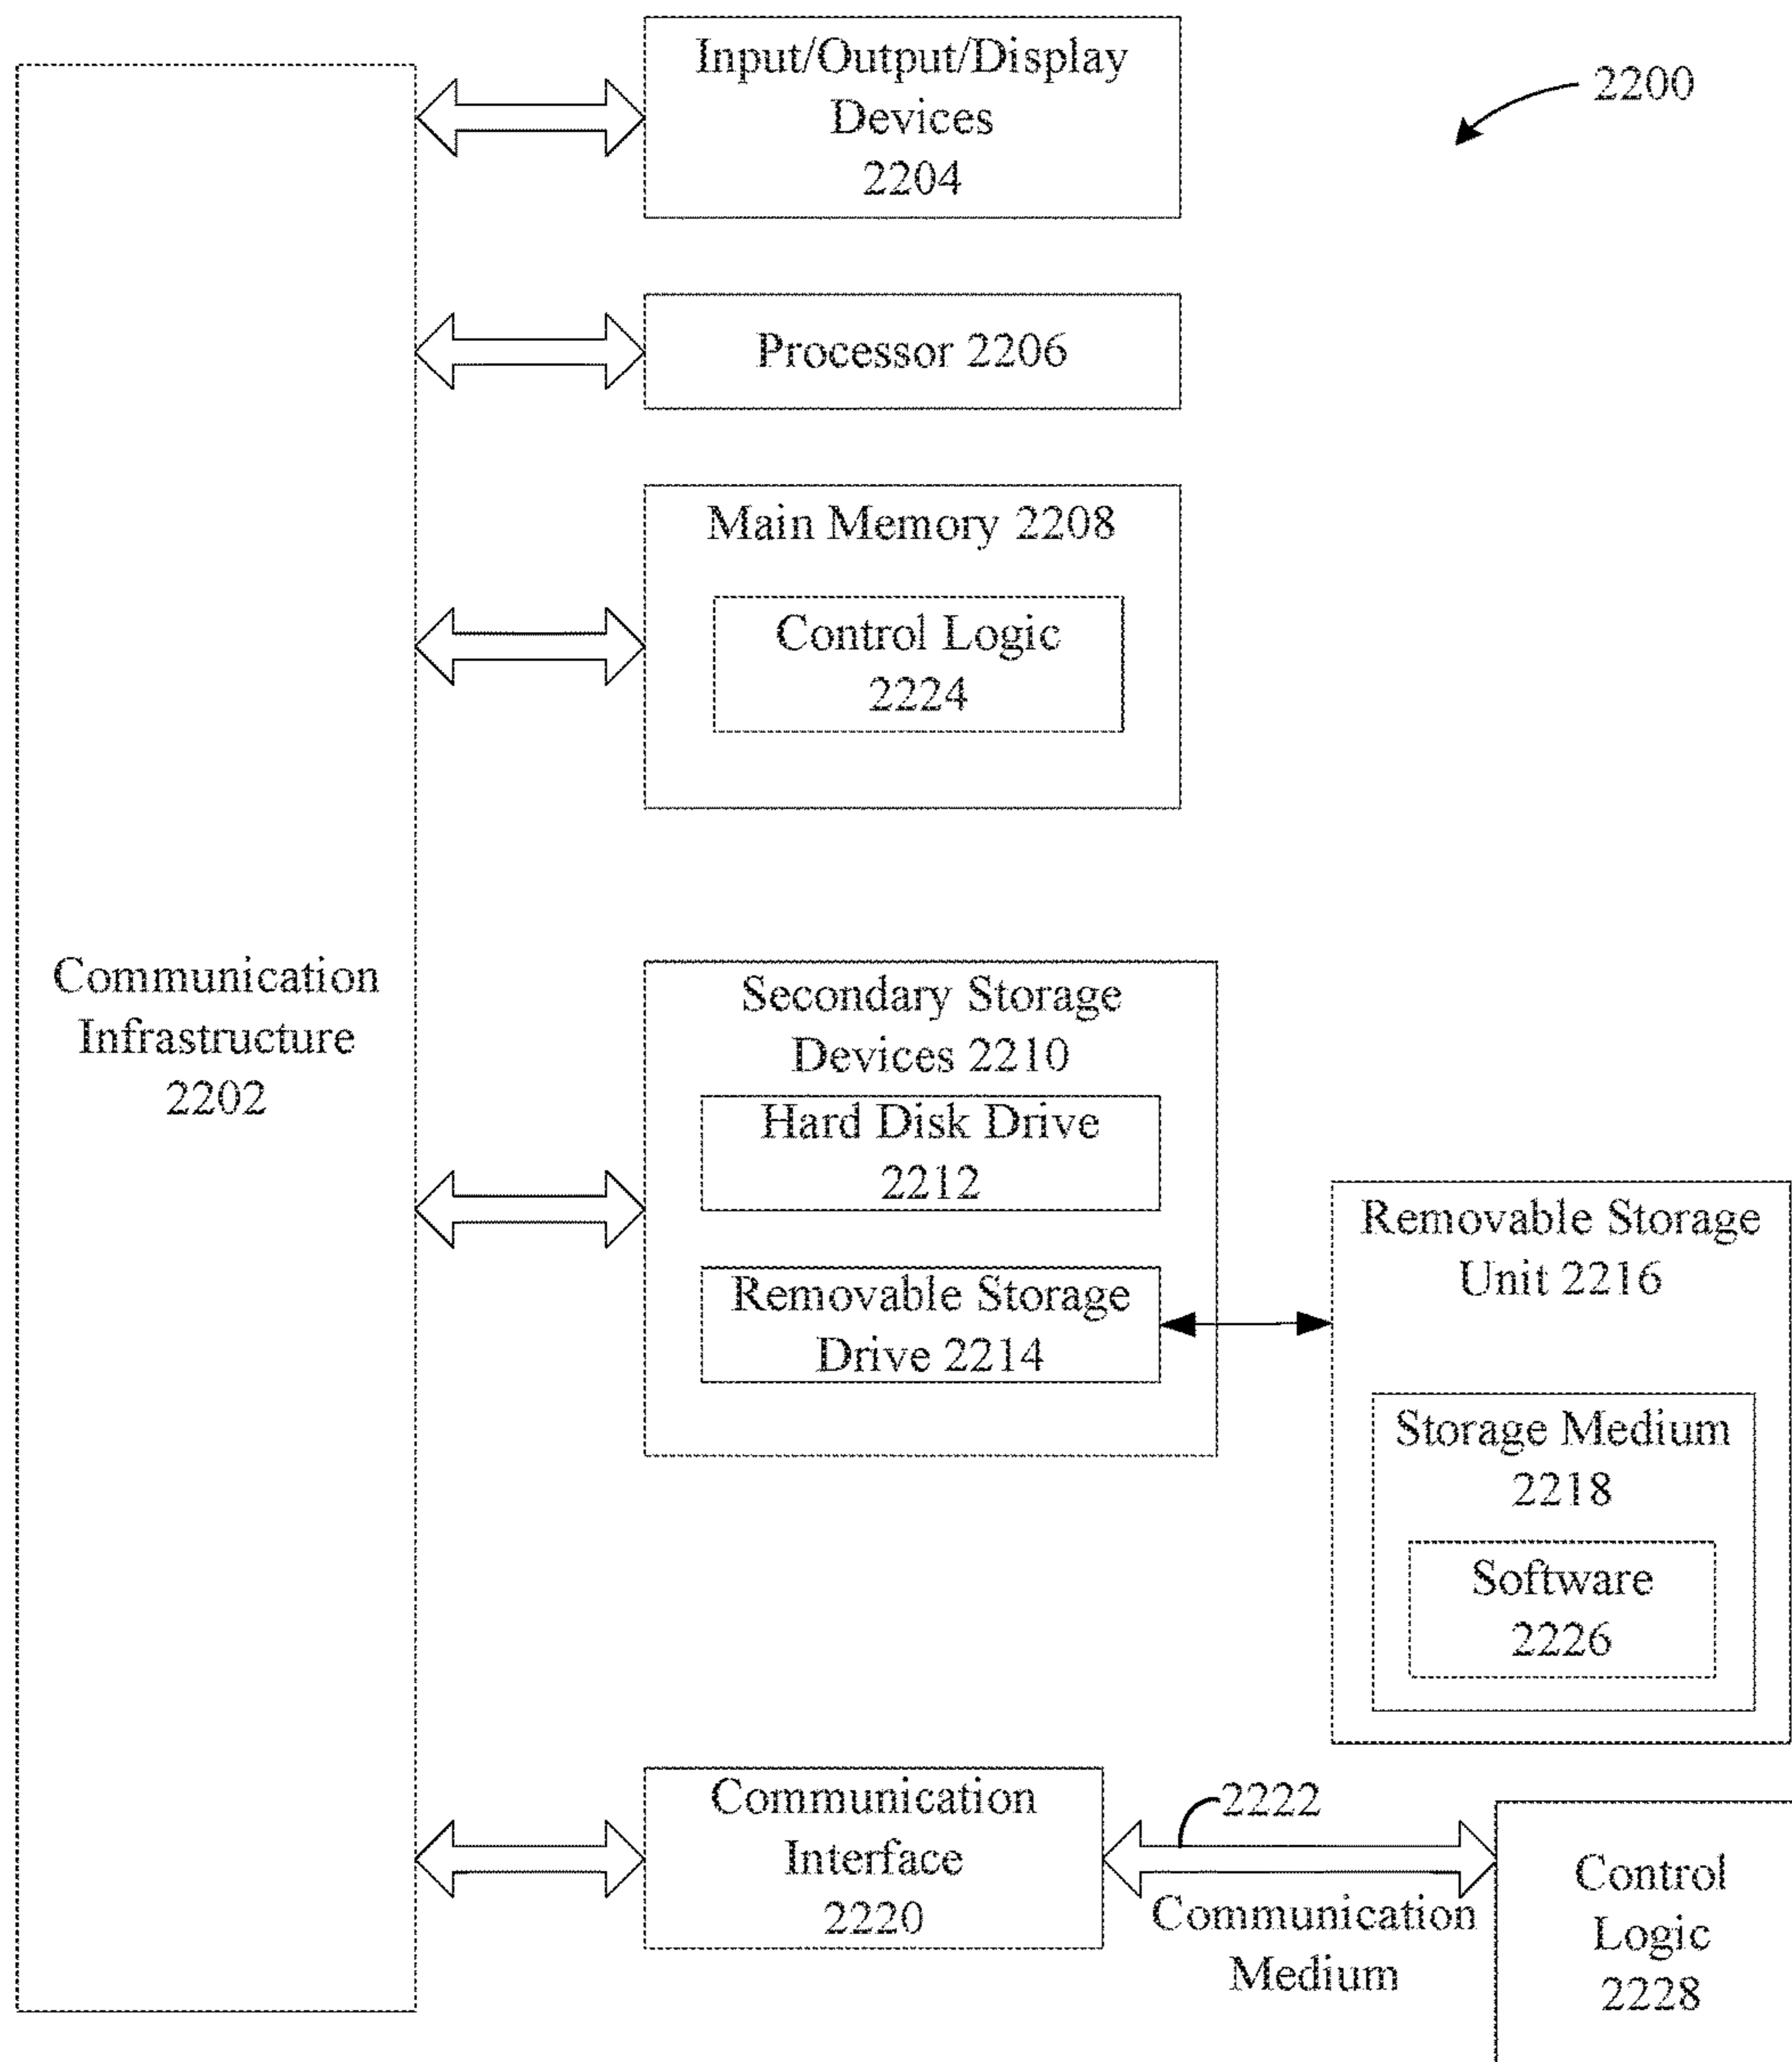 Input/Output/Display
Devices
2204
2200
Processor 2206
Main Memory 2208
Control Logic
2224
Communication
Infrastructure
2202
Secondary Storage
Devices 2210
Hard Disk Drive
2212
Removable Storage
Drive 2214
Removable Storage
Unit 2216
Storage Medium
2218
Software
2226
Communication
Interface
2220
2222
Communication
Medium
Control
Logic
2228